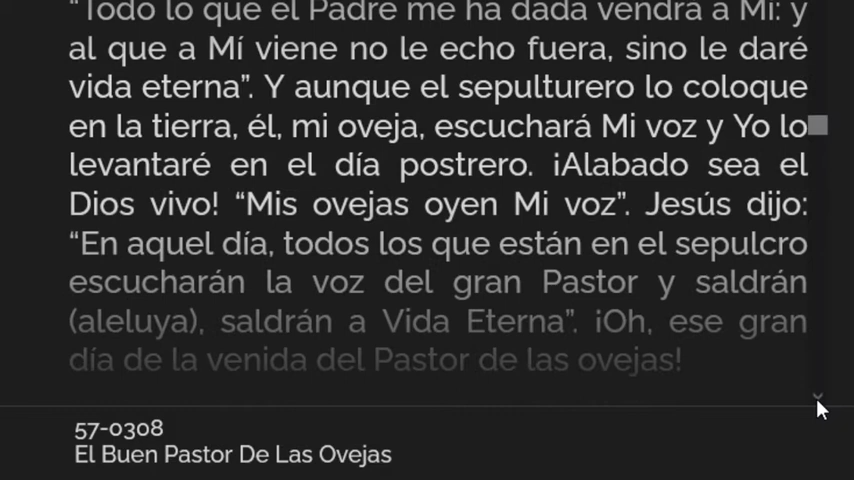 “Todo lo que el Padre me ha dada vendrá a Mí: y
al que a Mí viene no le echo fuera, sino le daré
vida eterna”. Y aunque el sepulturero lo coloque
en la tierra, él, mi oveja, escuchará Mi voz y Yo lo
levantaré en el día postrero. ¡Alabado sea el
Dios vivo! “Mis ovejas oyen Mi voz”. Jesús dijo:
“En aquel día, todos los que están en el sepulcro
escucharán la voz del gran Pastor y saldrán
(aleluya), saldrán a Vida Eterna”. ¡Oh, ese gran
día de la venida del Pastor de las ovejas!
57-0308
El Buen Pastor De Las Ovejas